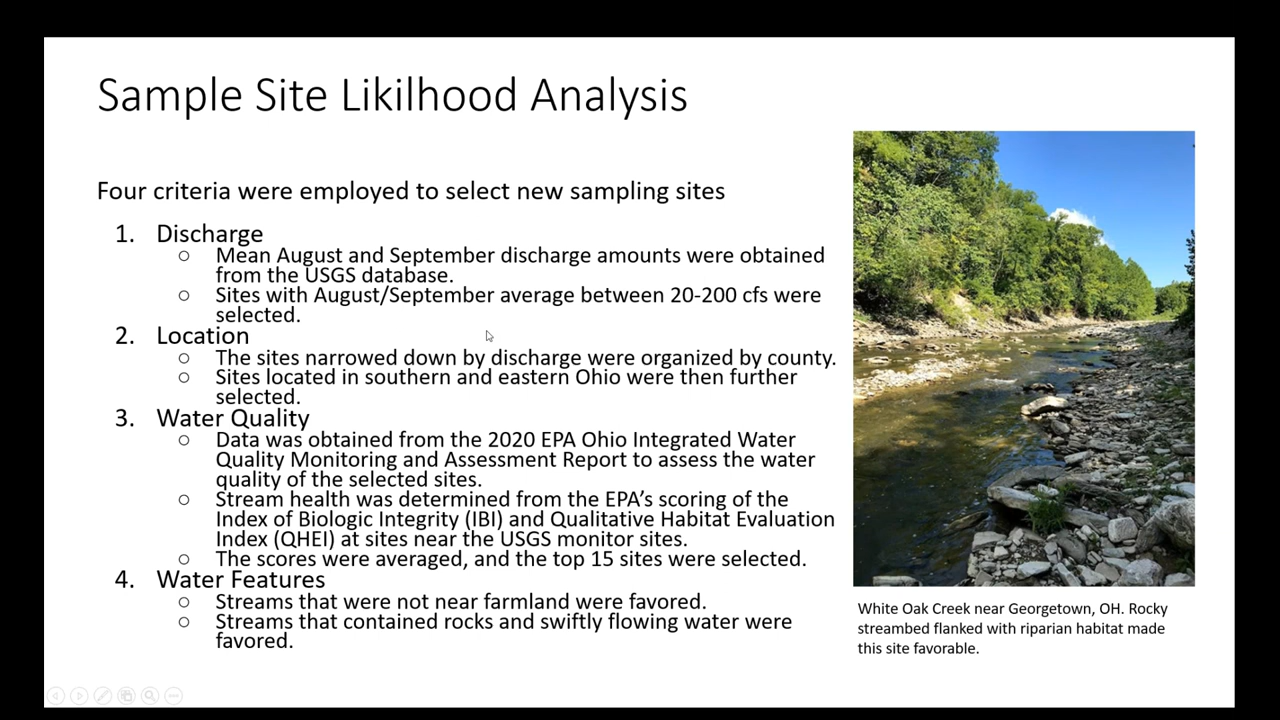 Sample Site Likilhood Analysis
Four criteria were employed to select new sampling sites
1. Discharge
○ Mean August and September discharge amounts were obtained
from the USGS database.
○ Sites with August/September average between 20-200 cfs were
selected.
2. Location
○ The sites narrowed down by discharge were organized by county.
○ Sites located in southern and eastern Ohio were then further
selected.
3. Water Quality
○ Data was obtained from the 2020 EPA Ohio Integrated Water
Quality Monitoring and Assessment Report to assess the water
quality of the selected sites.
○ Stream health was determined from the EPA’s scoring of the
Index of Biologic Integrity (IBI) and Qualitative Habitat Evaluation
Index (QHEI) at sites near the USGS monitor sites.
○ The scores were averaged, and the top 15 sites were selected.
4. Water Features
○ Streams that were not near farmland were favored.
○ Streams that contained rocks and swiftly flowing water were
favored.
White Oak Creek near Georgetown, OH. Rocky
streambed flanked with riparian habitat made
this site favorable.